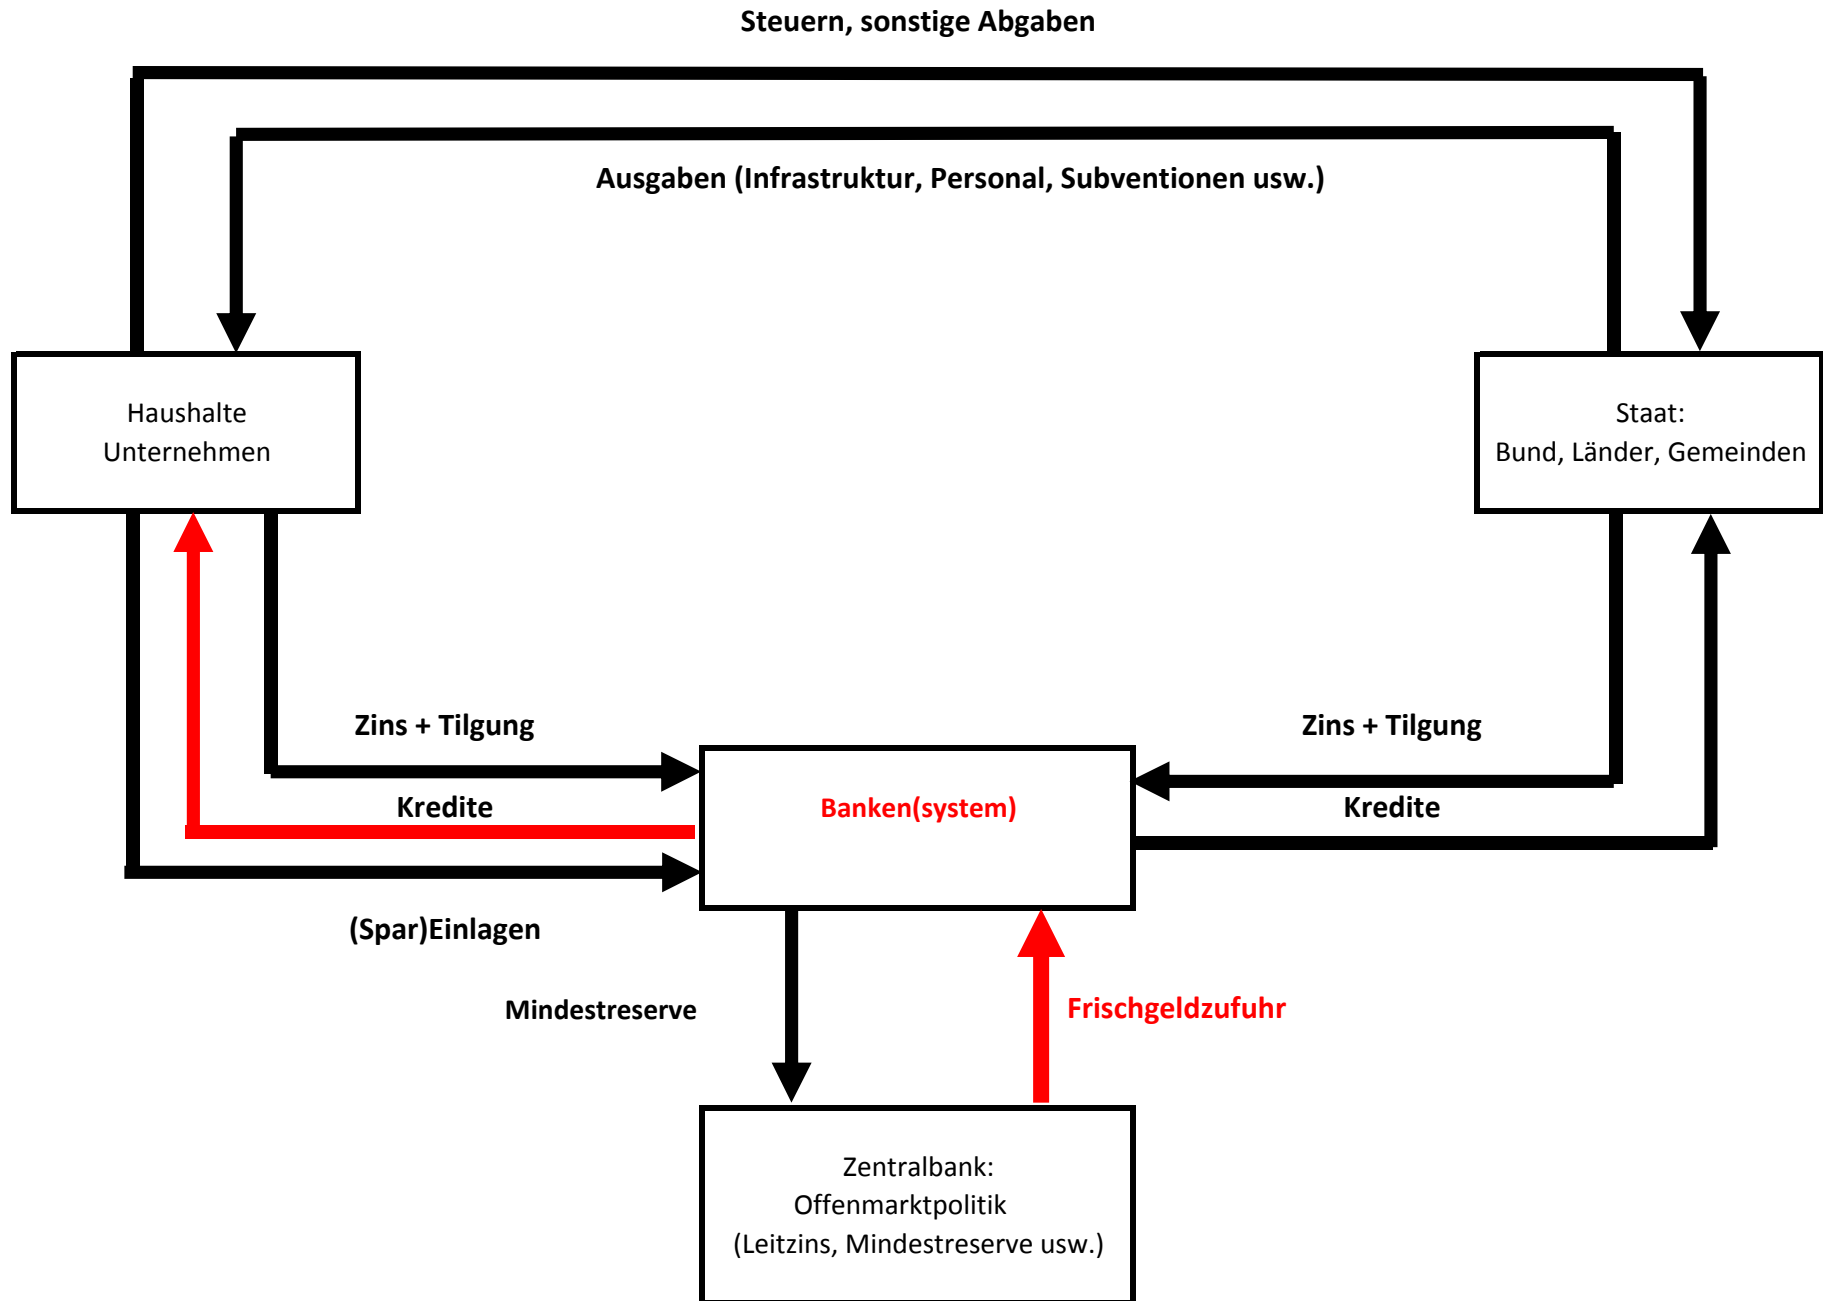 Steuern, sonstige Abgaben
Ausgaben (Infrastruktur, Personal, Subventionen usw.)
Haushalte
Unternehmen
Staat:
Bund, Länder, Gemeinden
Zins + Tilgung
Zins + Tilgung
Kredite
Banken(system)
Kredite
(Spar)Einlagen
Mindestreserve
Frischgeldzufuhr
Zentralbank:
Offenmarktpolitik
(Leitzins, Mindestreserve usw.)